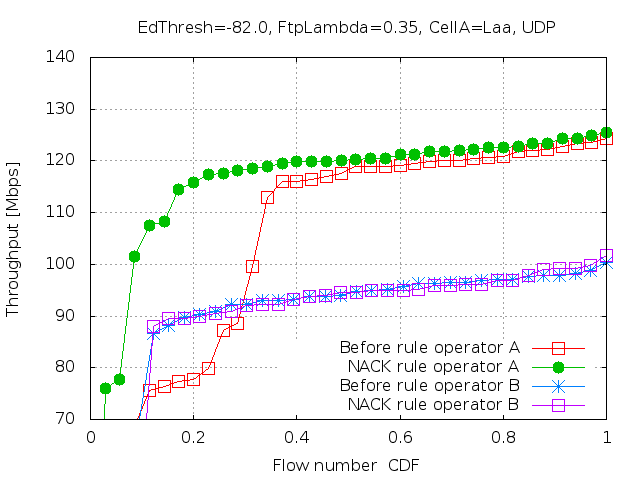 EdThresh=-82.0, FtpLambda=0.35, CellA=Laa, UDP
140
130
120
110
100
90
80
70
Throughput [Mbps]
Before rule operator A
NACK rule operator A
Before rule operator B
NACK rule operator B
0 0.2 0.4 0.6 0.8 1
Flow number  CDF